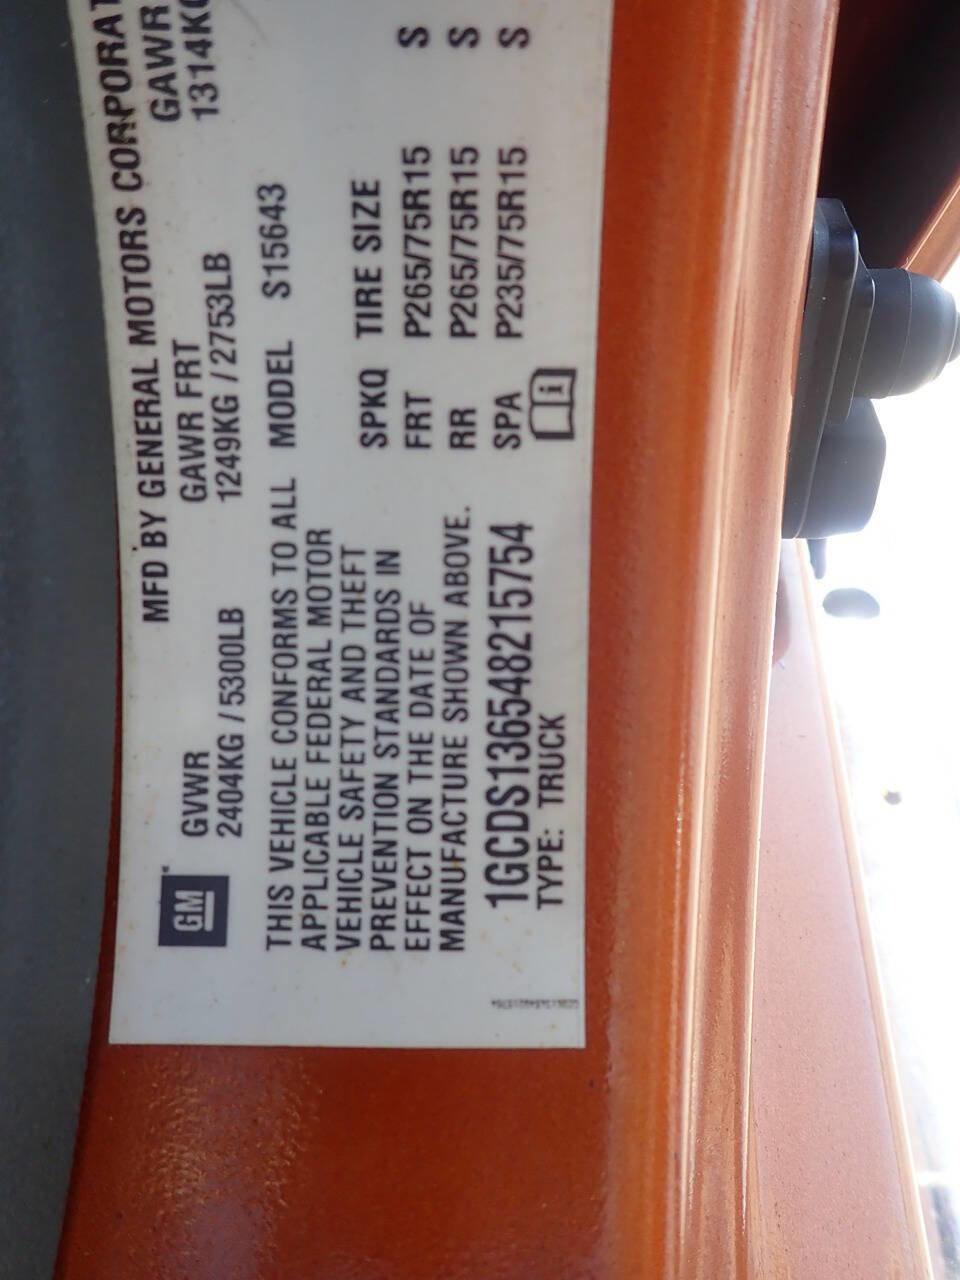 MFD BY GENERAL MOTORS CORPORAT
GVWR GAWR FRT GAWR
2404KG / 5300LB 1249KG / 2753LB 1314KG
GM
THIS VEHICLE CONFORMS TO ALL
APPLICABLE FEDERAL MOTOR
VEHICLE SAFETY AND THEFT
PREVENTION STANDARDS IN
EFFECT ON THE DATE OF
MANUFACTURE SHOWN ABOVE.
1GCDS136548215754
TYPE: TRUCK
MODEL S15643
SPKQ TIRE SIZE
FRT P265/75R15 S
RR P265/75R15 S
SPA P235/75R15 S